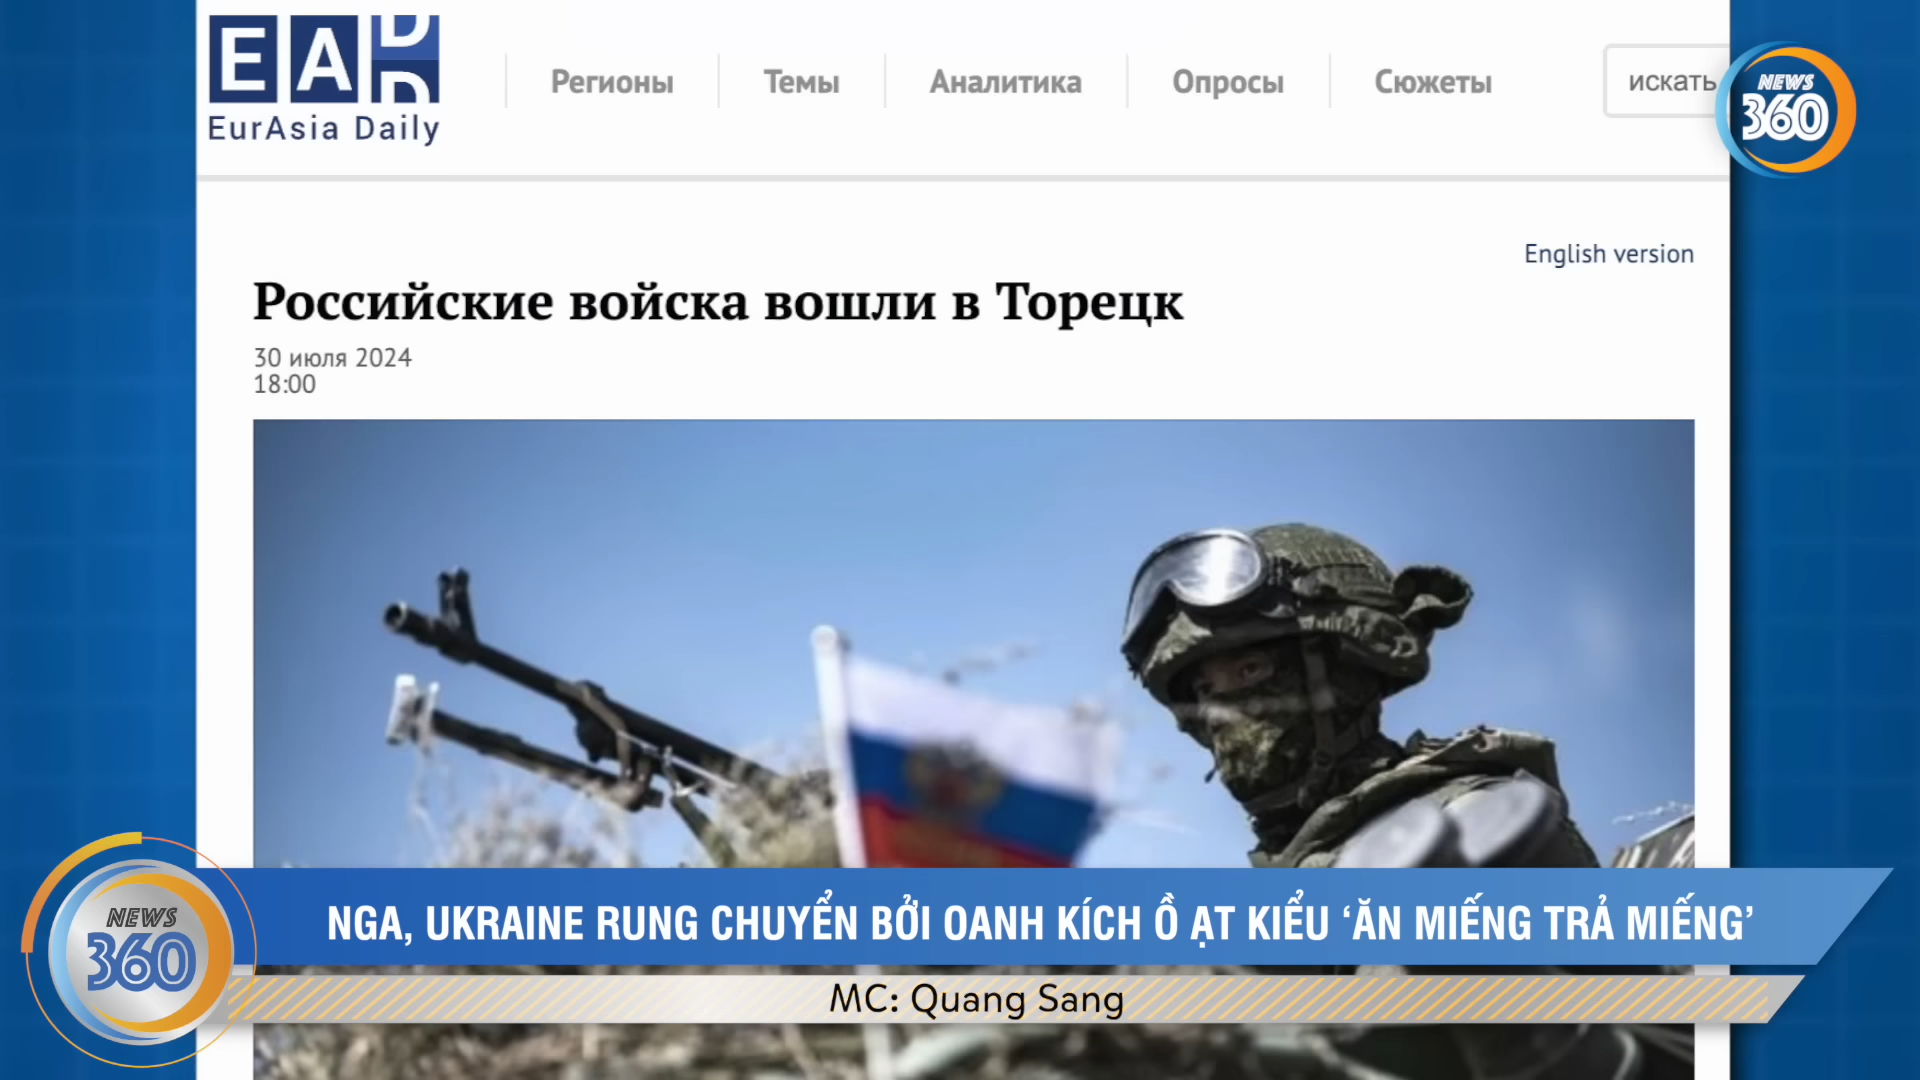 EAD
EurAsia Daily
Регионы
Темы
Аналитика
Опросы
Сюжеты
искать
NEWS
360
English version
Российские войска вошли в Торецк
30 июля 2024
18:00
NEWS
360
NGA, UKRAINE RUNG CHUYỂN BỞI OANH KÍCH Ồ ẠT KIỂU ‘ĂN MIẾNG TRẢ MIẾNG’
MC: Quang Sang